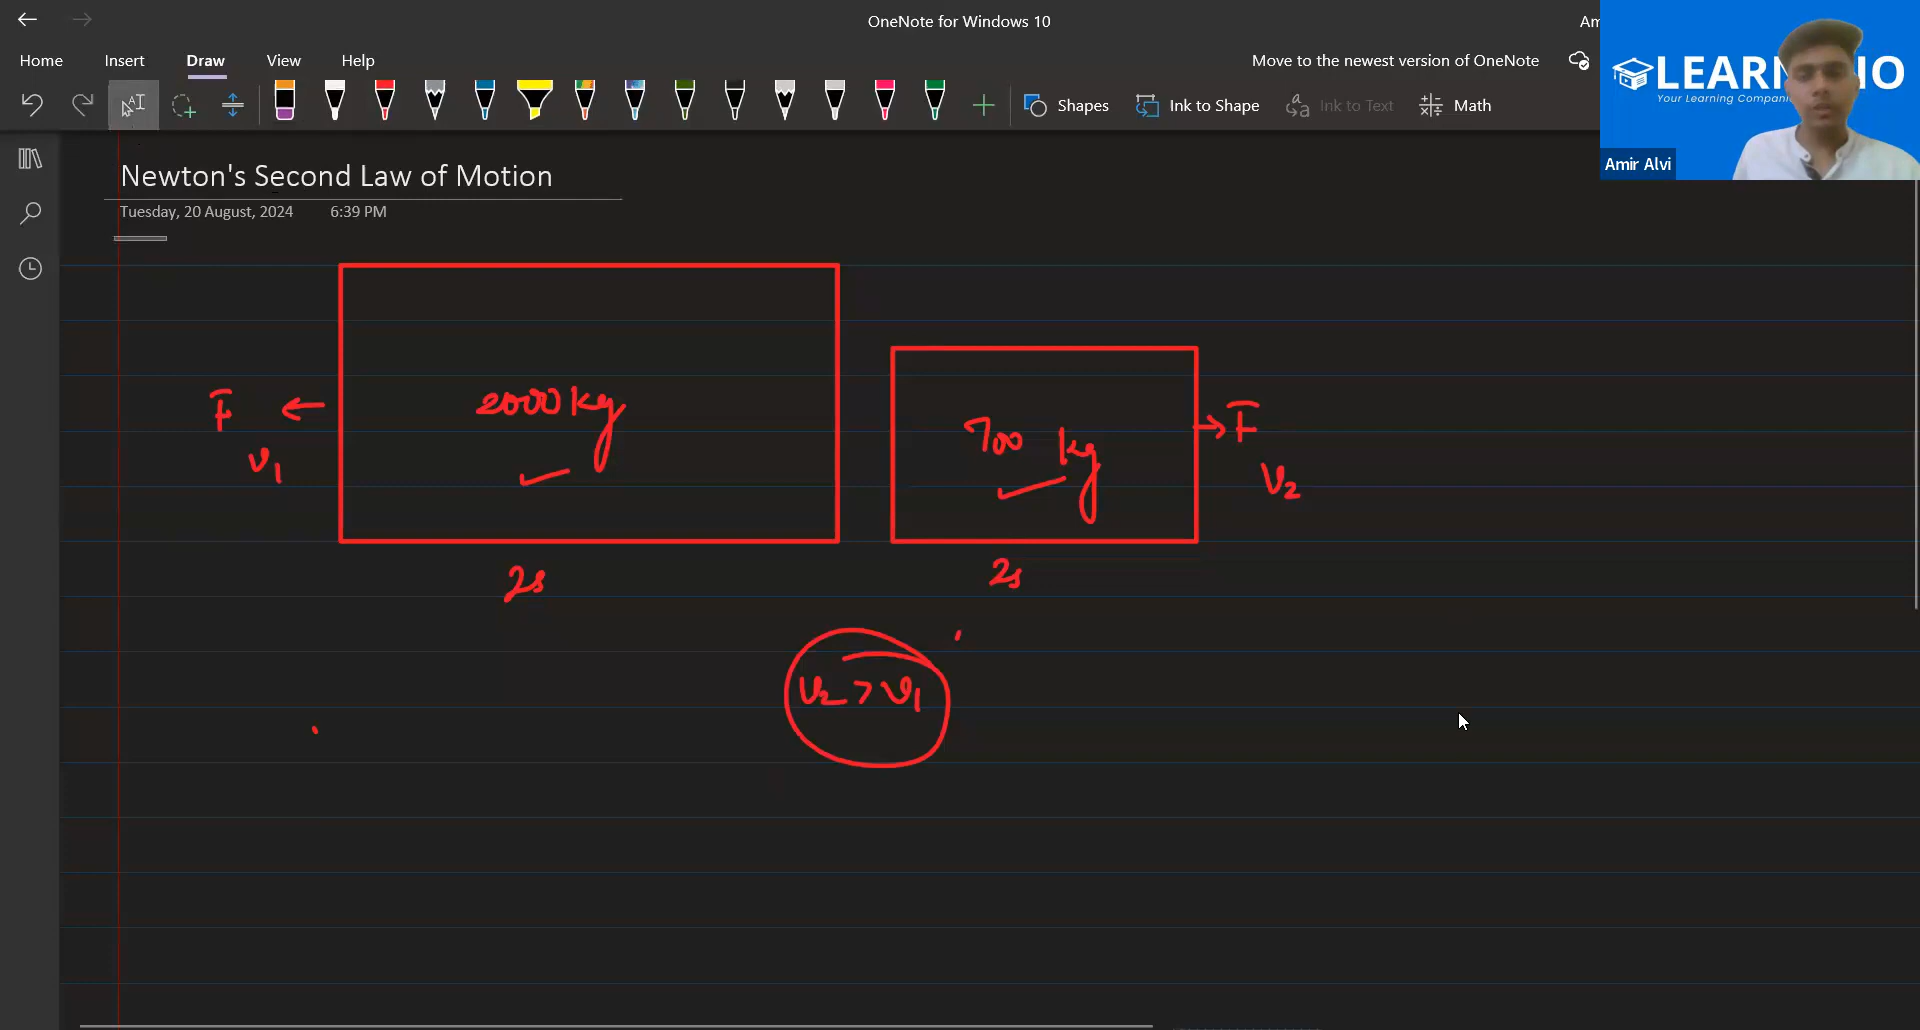 OneNote for Windows 10
Am
Home Insert Draw View Help
Move to the newest version of OneNote
Shapes Ink to Shape Ink to Text Math
Your Learning Compani
Amir Alvi
Newton's Second Law of Motion
Tuesday, 20 August, 2024 6:39 PM
F ← 2000 kg
v₁
700 kg → F
v₂
2s 2s
v₂ > v₁